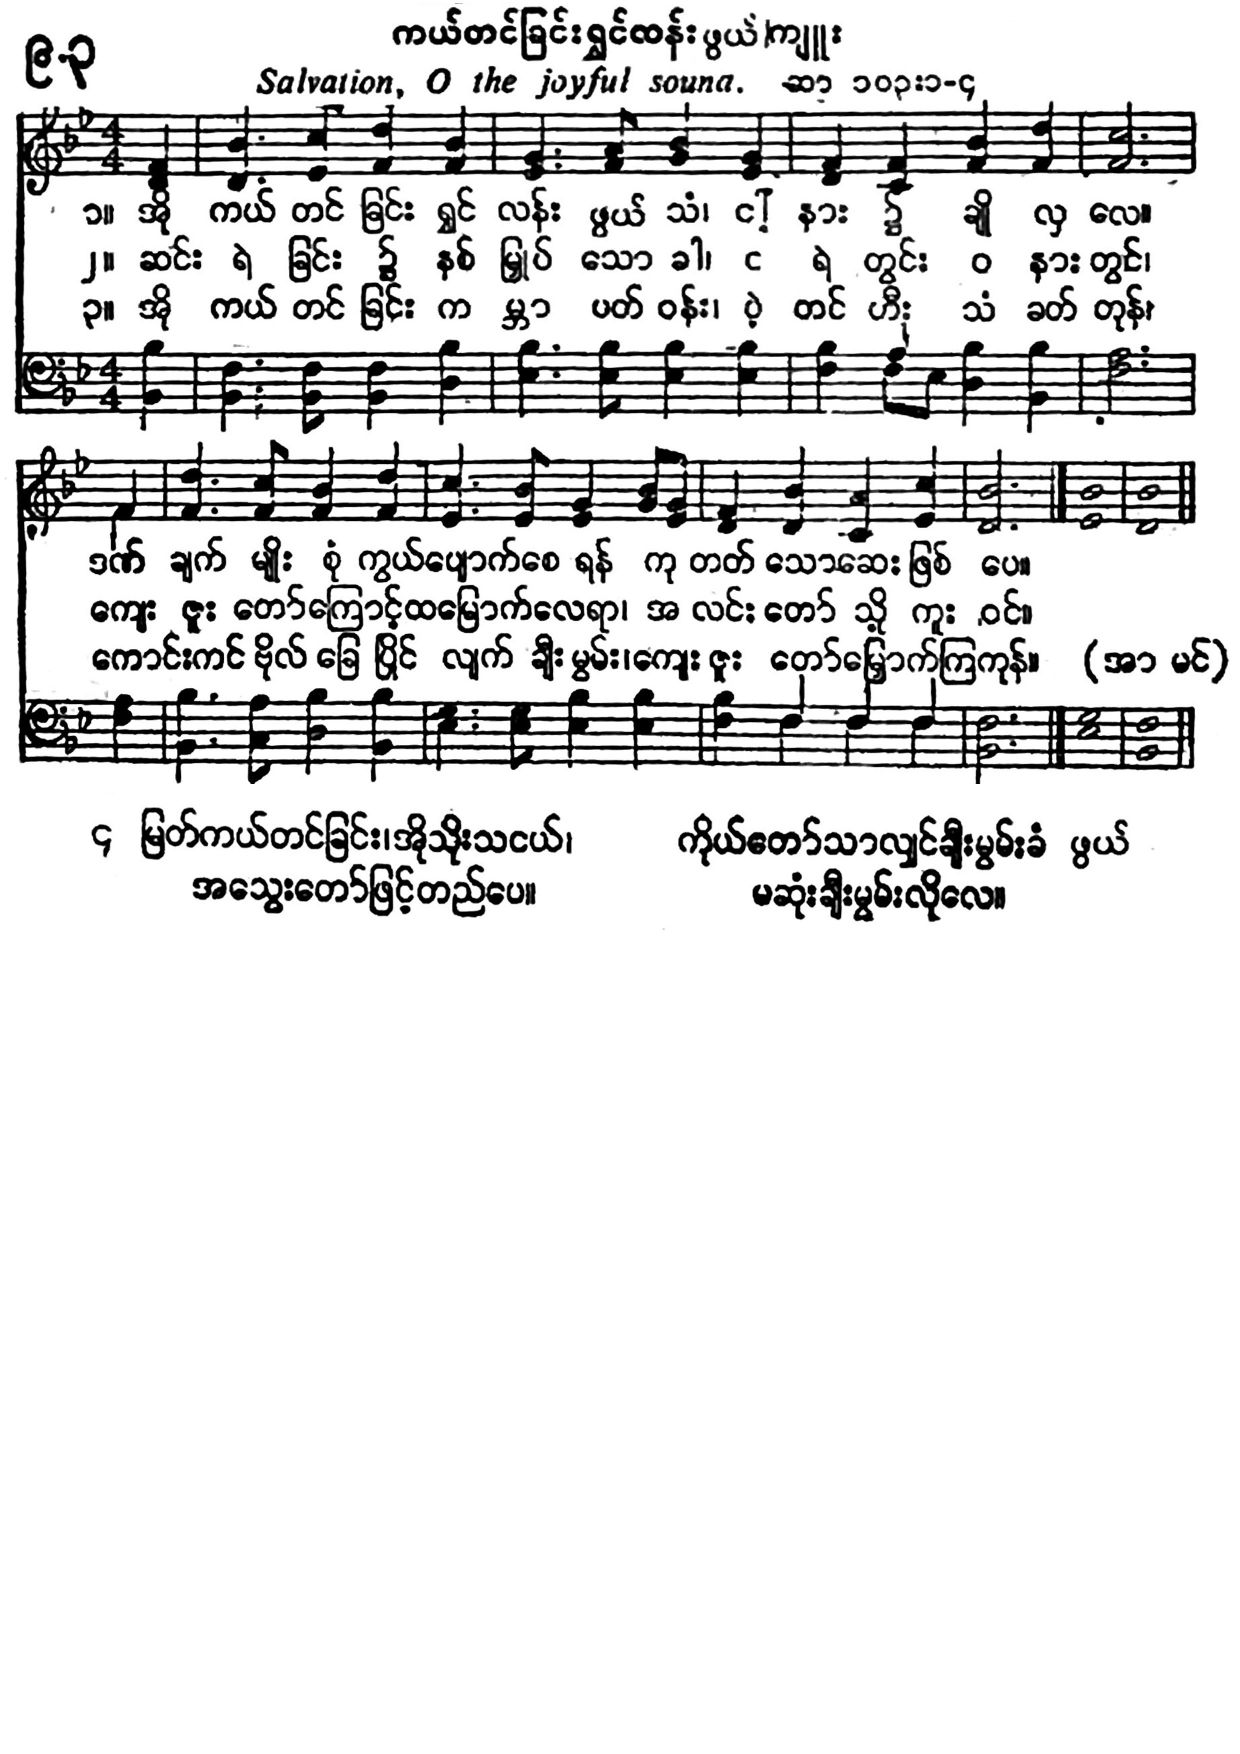 ကယ်တင်ခြင်းရွှင်လန်းဖွယ်ကျူး
၉၃
Salvation, O the joyful sound. ဆာ ၁၀၃း၁-၄
၁။ အို ကယ် တင် ခြင်း ရွှင် လန်း ဖွယ် သံ၊ ငါ့ နား ၌ ချို လှ လေ။
၂။ ဆင်း ရဲ ခြင်း ၌ နစ် မြှုပ် သော ခါ၊ ငရဲ တွင်း ဝ နား တွင်၊
၃။ အို ကယ် တင် ခြင်း က မ္ဘာ ပတ် ဝန်း၊ ပဲ့ တင် ဟီး သံ ခတ် တုန်၊
ဒဏ် ချက် မျိုး စုံ ကွယ်ပျောက်စေ ရန် ကု တတ် သောဆေး ဖြစ် ပေ။
ကျေး ဇူး တော်ကြောင့်ထမြောက်လေရာ၊ အ လင်း တော် သို့ ကူး ဝင်။
ကောင်းကင် ဗိုလ် ခြေ ပြိုင် လျက် ချီး မွမ်း၊ကျေး ဇူး တော်မြှောက်ကြကုန်။ (အာ မင်)
၄ မြတ်ကယ်တင်ခြင်း၊အိုသိုးသငယ်၊ ကိုယ်တော်သာလျှင်ချီးမွမ်းခံ ဖွယ်
အသွေးတော်ဖြင့်တည်ပေ။ မဆုံးချီးမွမ်းလိုလေ။